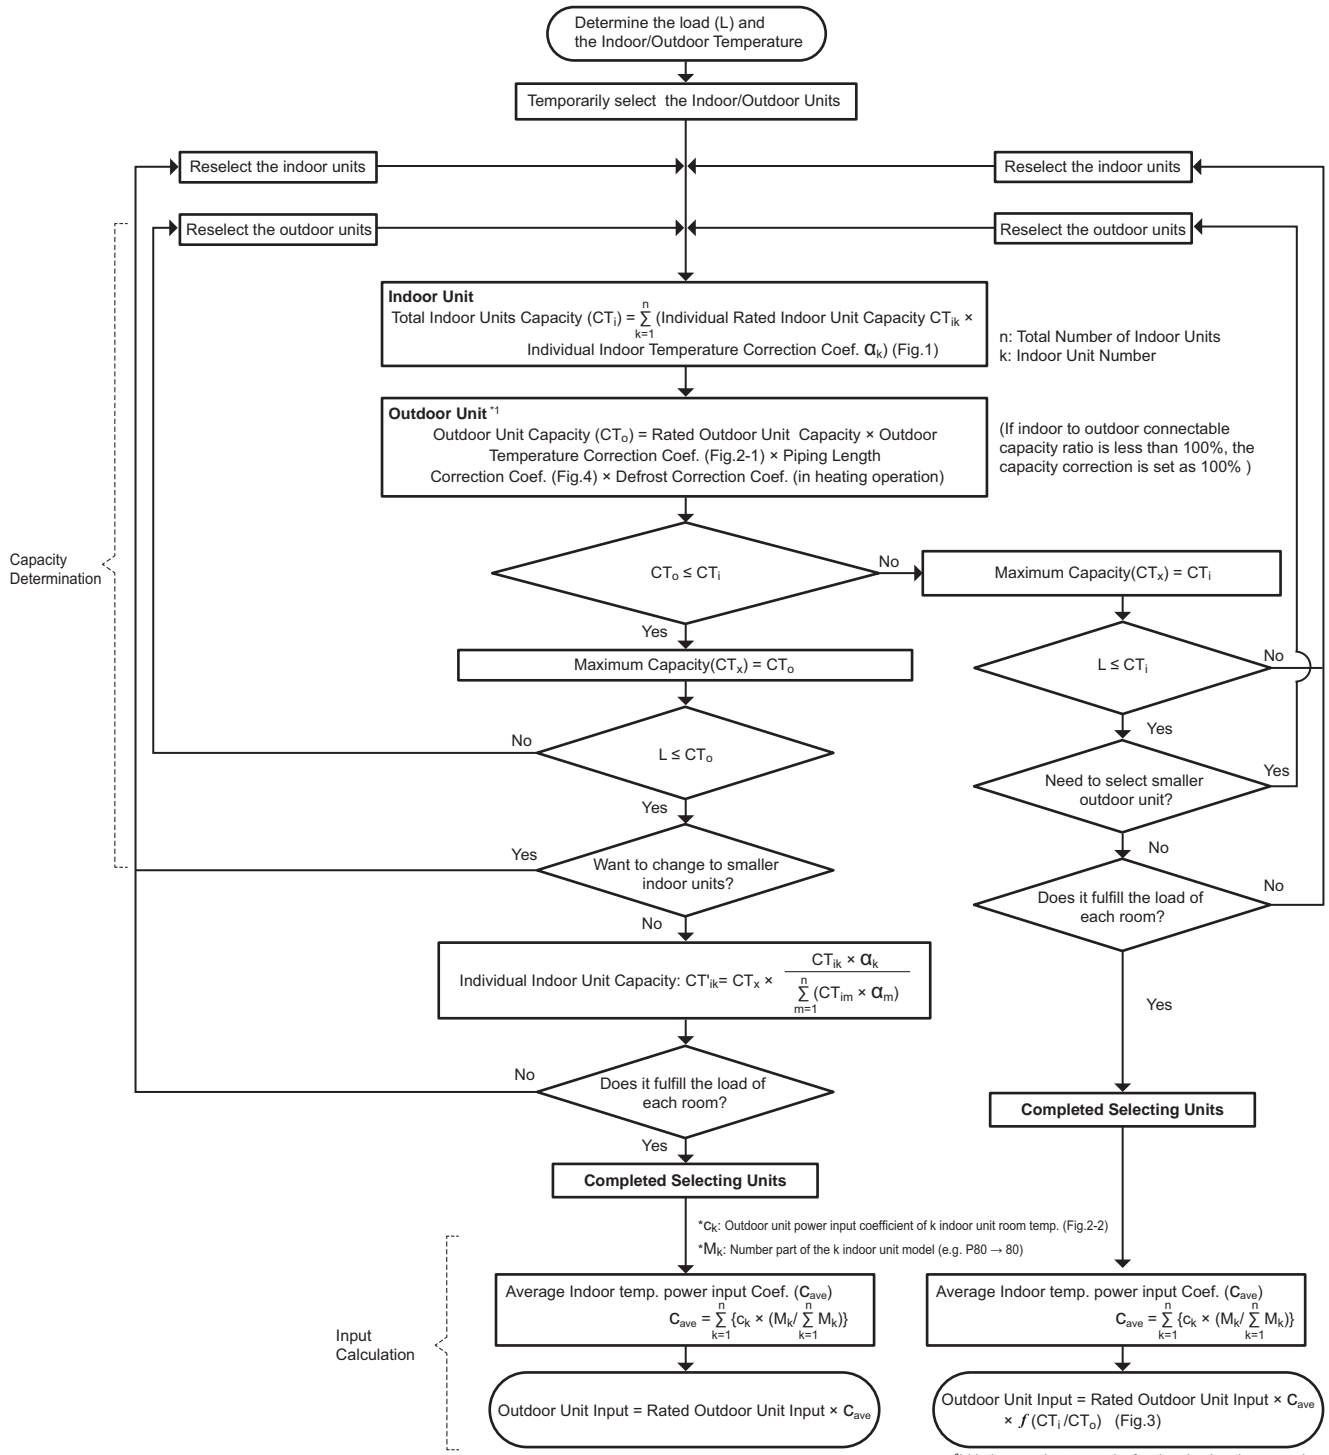 Determine the load (L) and
the Indoor/Outdoor Temperature
Temporarily select the Indoor/Outdoor Units
Reselect the indoor units
Reselect the indoor units
Reselect the outdoor units
Reselect the outdoor units
Indoor Unit
Total Indoor Units Capacity (CTi) = n Σ k=1 (Individual Rated Indoor Unit Capacity CTik ×
Individual Indoor Temperature Correction Coef. αk) (Fig.1)
n: Total Number of Indoor Units
k: Indoor Unit Number
Outdoor Unit *1
Outdoor Unit Capacity (CTo) = Rated Outdoor Unit Capacity × Outdoor
Temperature Correction Coef. (Fig.2-1) × Piping Length
Correction Coef. (Fig.4) × Defrost Correction Coef. (in heating operation)
(If indoor to outdoor connectable
capacity ratio is less than 100%, the
capacity correction is set as 100% )
Capacity
Determination
CTo ≤ CTi
No
Maximum Capacity(CTx) = CTi
Yes
Maximum Capacity(CTx) = CTo
L ≤ CTi
No
Yes
L ≤ CTo
No
Yes
Need to select smaller
outdoor unit?
Yes
No
Want to change to smaller
indoor units?
Yes
No
Does it fulfill the load of
each room?
No
Yes
Individual Indoor Unit Capacity: CT'ik= CTx ×
CTik × αk
n Σ m=1 (CTim × αm)
Does it fulfill the load of
each room?
No
Yes
Completed Selecting Units
Completed Selecting Units
*ck: Outdoor unit power input coefficient of k indoor unit room temp. (Fig.2-2)
*Mk: Number part of the k indoor unit model (e.g. P80 → 80)
Input
Calculation
Average Indoor temp. power input Coef. (cave)
cave = n Σ k=1 {ck × (Mk/ n Σ k=1 Mk)}
Average Indoor temp. power input Coef. (cave)
cave = n Σ k=1 {ck × (Mk/ n Σ k=1 Mk)}
Outdoor Unit Input = Rated Outdoor Unit Input × cave
Outdoor Unit Input = Rated Outdoor Unit Input × cave
× f (CTi /CTo) (Fig.3)